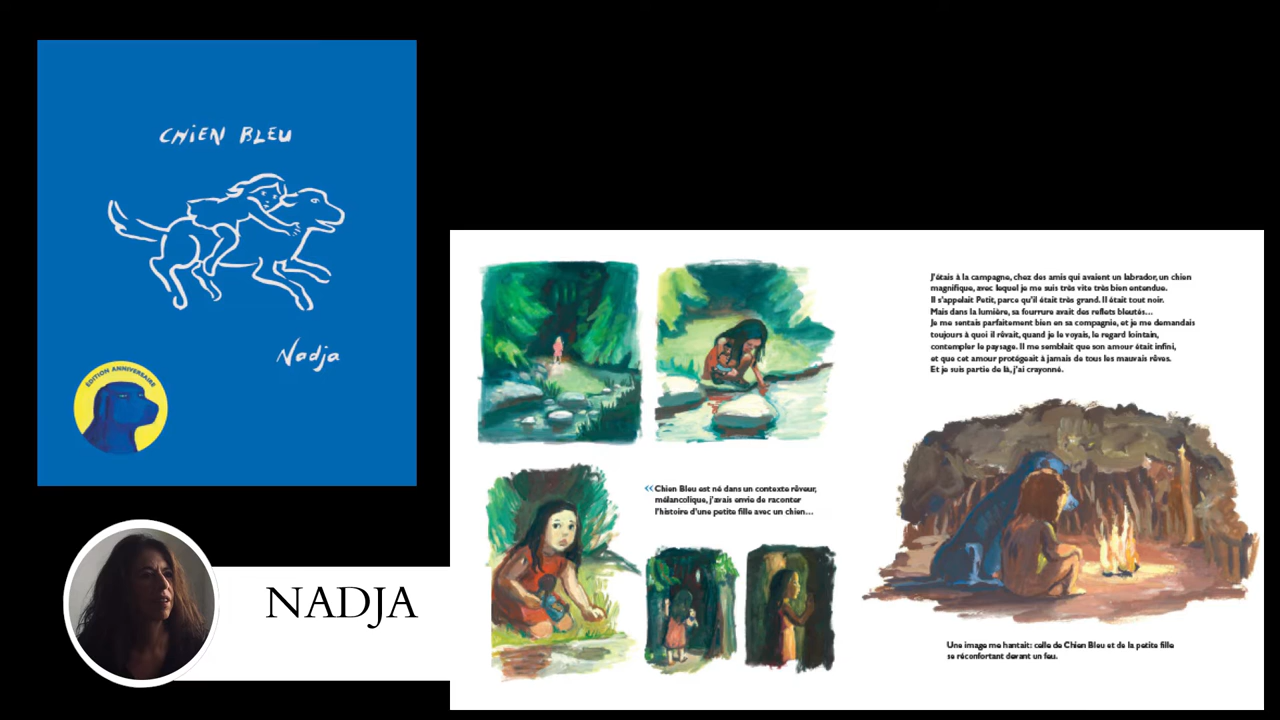 CHIEN BLEU
Nadja
ÉDITION ANNIVERSAIRE
NADJA
« Chien Bleu est né dans un contexte rêveur,
mélancolique, j'avais envie de raconter
l'histoire d'une petite fille avec un chien...
J'étais à la campagne, chez des amis qui avaient un labrador, un chien
magnifique, avec lequel je me suis très vite très bien entendue.
Il s'appelait Petit, parce qu'il était très grand. Il était tout noir.
Mais dans la lumière, sa fourrure avait des reflets bleutés...
Je me sentais parfaitement bien en sa compagnie, et je me demandais
toujours à quoi il rêvait, quand je le voyais, le regard lointain,
contempler le paysage. Il me semblait que son amour était infini,
et que cet amour protégeait à jamais de tous les mauvais rêves.
Et je suis partie de là, j'ai crayonné.
Une image me hantait: celle de Chien Bleu et de la petite fille
se réconfortant devant un feu.